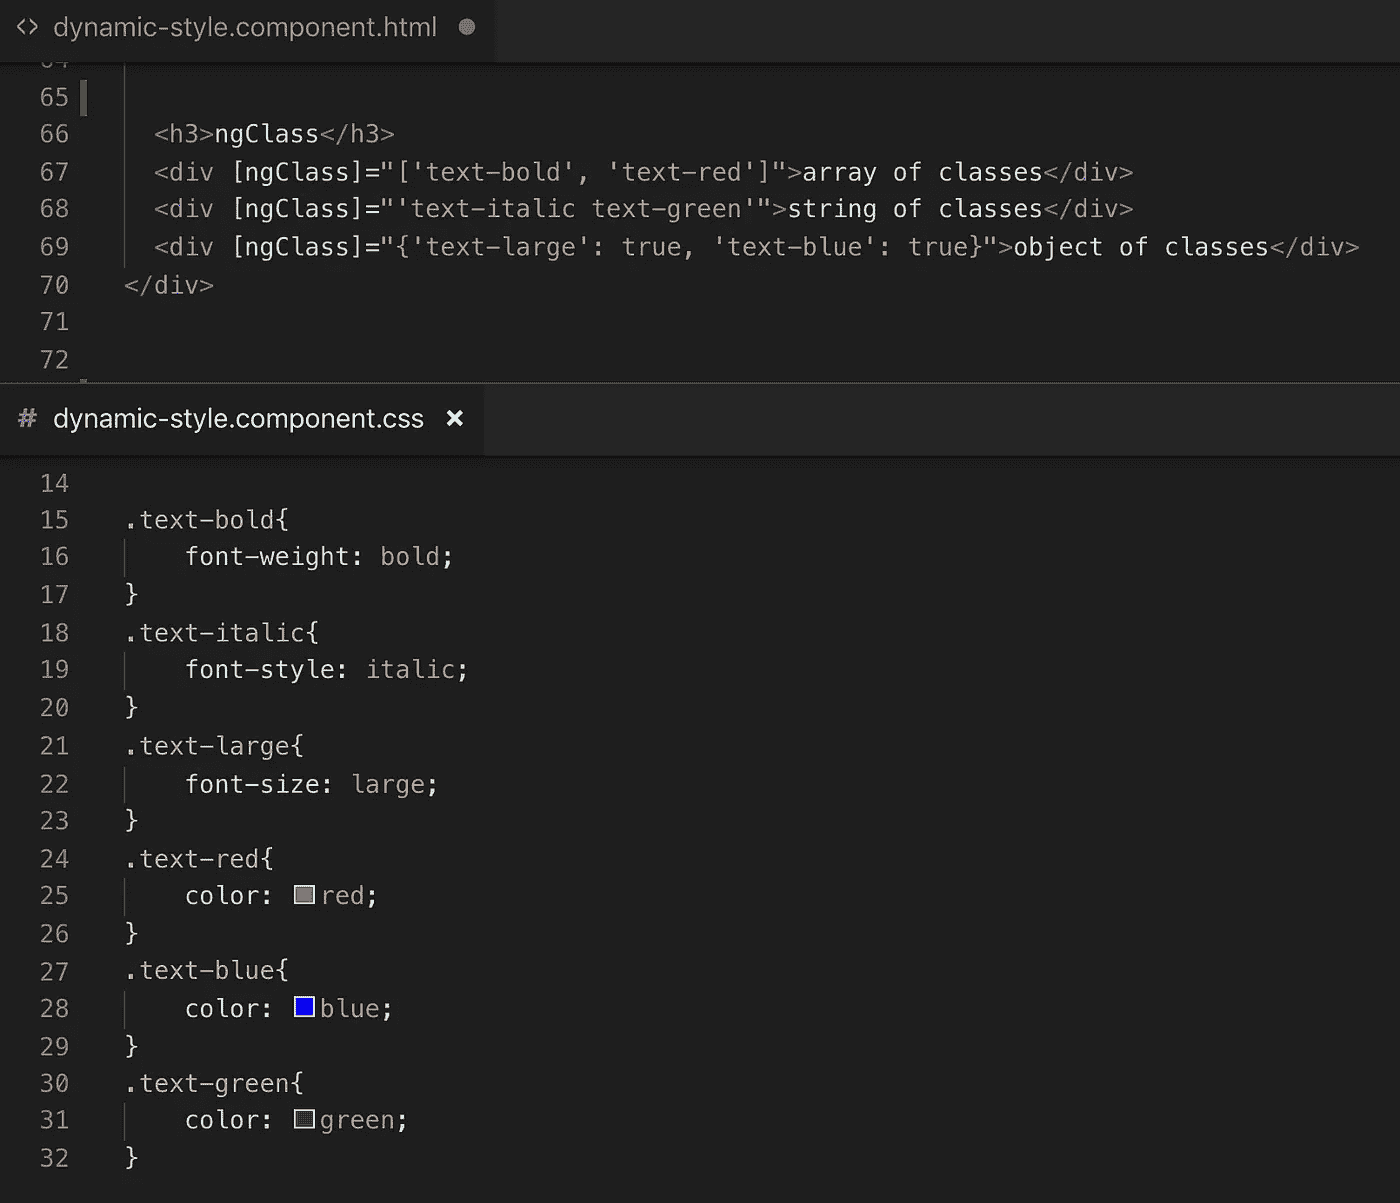 <> dynamic-style.component.html
65
66 <h3>ngClass</h3>
67 <div [ngClass]="['text-bold', 'text-red']">array of classes</div>
68 <div [ngClass]="'text-italic text-green'">string of classes</div>
69 <div [ngClass]="{'text-large': true, 'text-blue': true}">object of classes</div>
70 </div>
71
72
# dynamic-style.component.css ×
14
15 .text-bold{
16 font-weight: bold;
17 }
18 .text-italic{
19 font-style: italic;
20 }
21 .text-large{
22 font-size: large;
23 }
24 .text-red{
25 color: red;
26 }
27 .text-blue{
28 color: blue;
29 }
30 .text-green{
31 color: green;
32 }